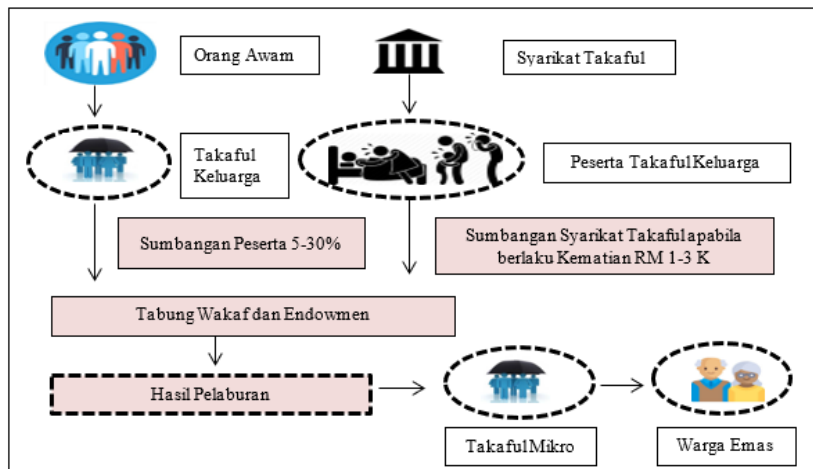 Orang Awam
Syarikat Takaful
Takaful
Keluarga
Peserta Takaful Keluarga
Sumbangan Peserta 5-30%
Sumbangan Syarikat Takaful apabila
berlaku Kematian RM 1-3 K
Tabung Wakaf dan Endowmen
Hasil Pelaburan
Takaful Mikro
Warga Emas